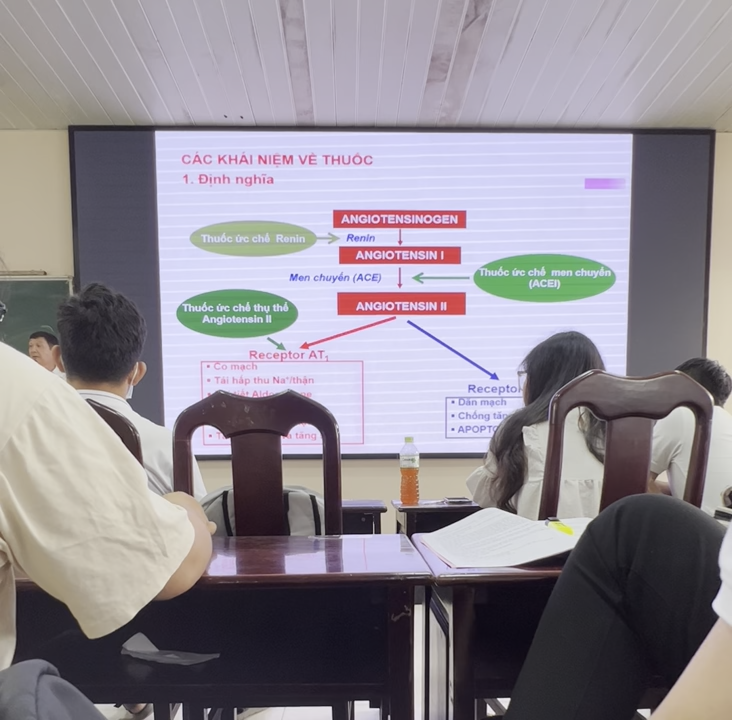 CÁC KHÁI NIỆM VỀ THUỐC
1. Định nghĩa
ANGIOTENSINOGEN
Thuốc ức chế Renin
Renin
ANGIOTENSIN I
Men chuyển (ACE)
Thuốc ức chế men chuyển
(ACEI)
Thuốc ức chế thụ thể
Angiotensin II
ANGIOTENSIN II
Receptor AT1
• Co mạch
• Tái hấp thu Na+/thận
Receptor
• Dãn mạch
• Chống